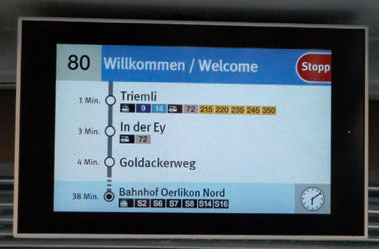 80 Willkommen / Welcome Stopp
1 Min. Triemli
9 14 72 215 220 235 245 350
3 Min. In der Ey
72
4 Min. Goldackerweg
38 Min. Bahnhof Oerlikon Nord
S2 S6 S7 S8 S14 S16